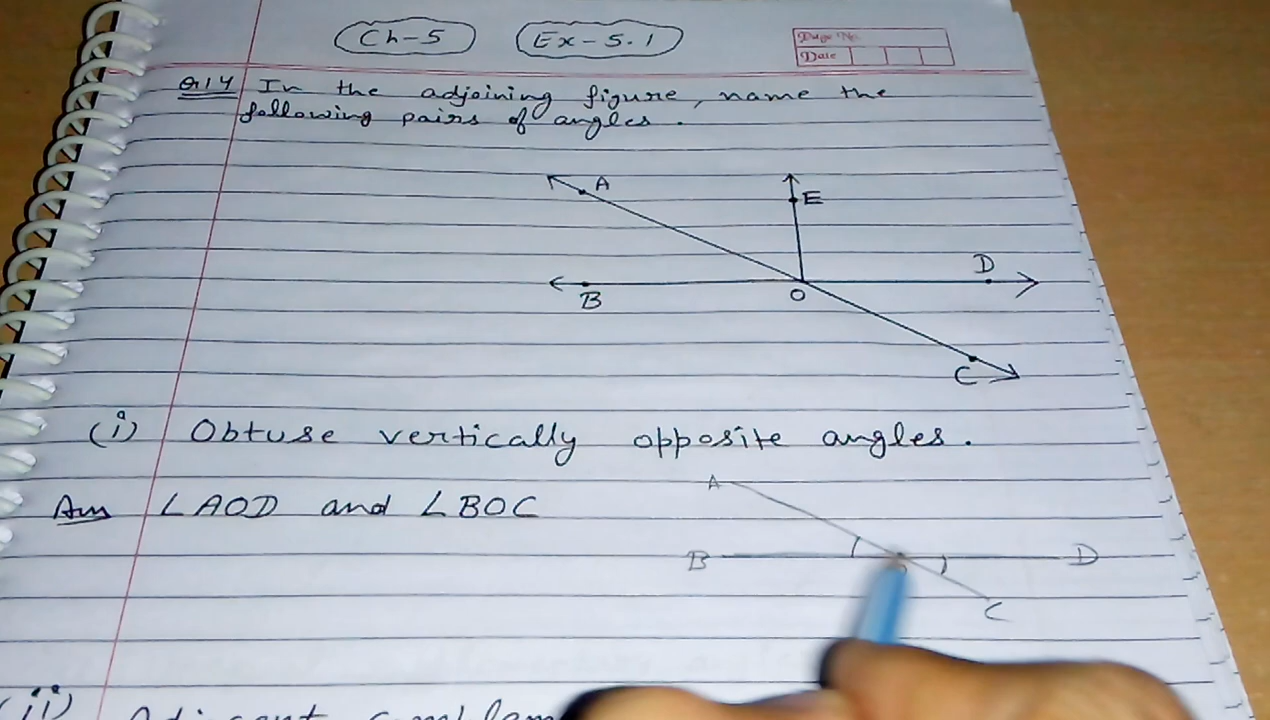 Ch-5 Ex-5.1
Page No.
Date
Q14 In the adjoining figure, name the
following pairs of angles.
A E
D
B O
C
(i) Obtuse vertically opposite angles.
A
Ans ∠AOD and ∠BOC
B D
C
(ii) Adjacent